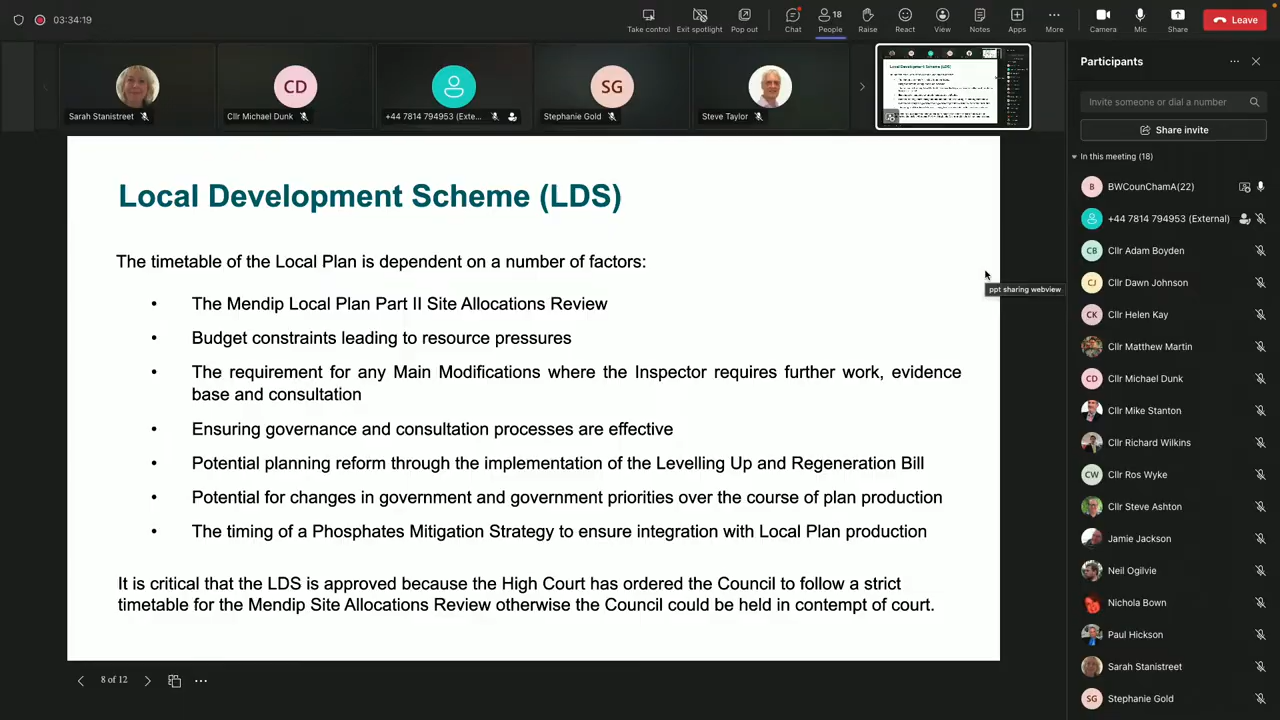 03:34:19
Take control
Exit spotlight
Pop out
Chat
18
People
Raise
React
View
Notes
Apps
More
Camera
Mic
Share
Leave
CD
SG
Sarah Stanistreet
Cllr Michael Dunk
+44 7814 794953 (Exte...
Stephanie Gold
Steve Taylor
Local Development Scheme (LDS)
The timetable of the Local Plan is dependent on a number of factors:
• The Mendip Local Plan Part II Site Allocations Review
• Budget constraints leading to resource pressures
• The requirement for any Main Modifications where the Inspector requires further work, evidence
base and consultation
• Ensuring governance and consultation processes are effective
• Potential planning reform through the implementation of the Levelling Up and Regeneration Bill
• Potential for changes in government and government priorities over the course of plan production
• The timing of a Phosphates Mitigation Strategy to ensure integration with Local Plan production
It is critical that the LDS is approved because the High Court has ordered the Council to follow a strict
timetable for the Mendip Site Allocations Review otherwise the Council could be held in contempt of court.
ppt sharing webview
8 of 12
Participants
Invite someone or dial a number
Share invite
In this meeting (18)
B BWCounChamA(22)
+44 7814 794953 (External)
CB Cllr Adam Boyden
CJ Cllr Dawn Johnson
CK Cllr Helen Kay
Cllr Matthew Martin
CD Cllr Michael Dunk
Cllr Mike Stanton
Cllr Richard Wilkins
CW Cllr Ros Wyke
Cllr Steve Ashton
Jamie Jackson
Neil Ogilvie
Nichola Bown
Paul Hickson
Sarah Stanistreet
SG Stephanie Gold